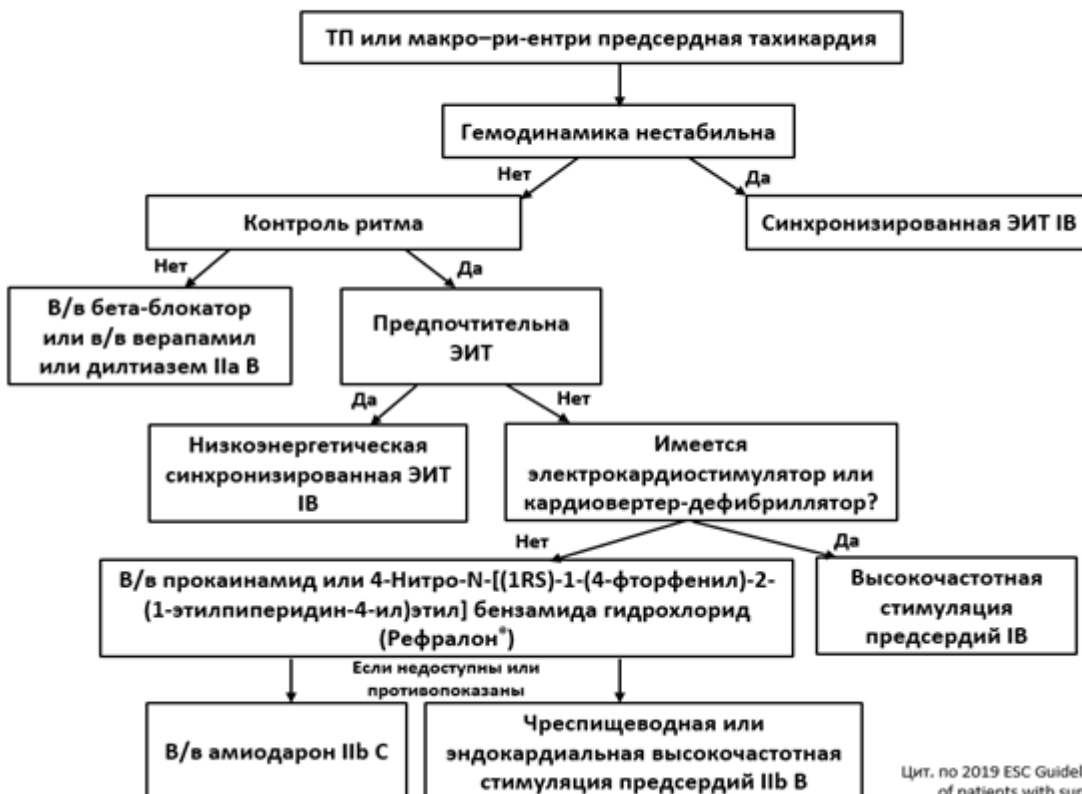 ТП или макро–ри-ентри предсердная тахикардия
Гемодинамика нестабильна
Нет
Да
Контроль ритма
Синхронизированная ЭИТ IB
Нет
Да
В/в бета-блокатор
или в/в верапамил
или дилтиазем IIa B
Предпочтительна
ЭИТ
Да
Нет
Низкоэнергетическая
синхронизированная ЭИТ
IB
Имеется
электрокардиостимулятор или
кардиовертер-дефибриллятор?
Нет
Да
В/в прокаинамид или 4-Нитро-N-[(1RS)-1-(4-фторфенил)-2-
(1-этилпиперидин-4-ил)этил] бензамида гидрохлорид
(Рефралон*)
Высокочастотная
стимуляция
предсердий IB
Если недоступны или
противопоказаны
В/в амиодарон IIb C
Чреспищеводная или
эндокардиальная высокочастотная
стимуляция предсердий IIb B
Цит. по 2019 ESC
of patients with